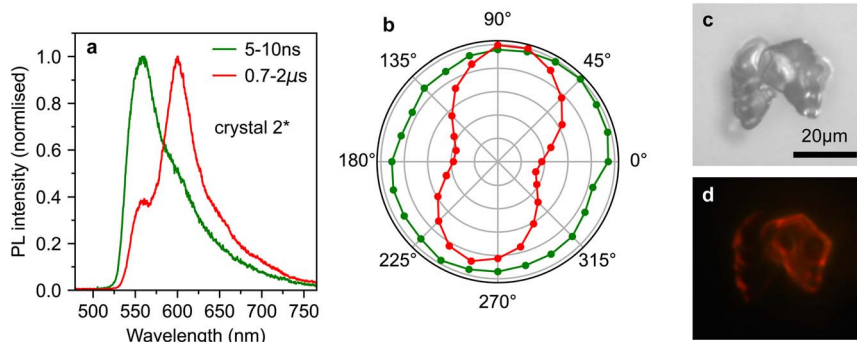 a
5-10ns
0.7-2µs
crystal 2*
PL intensity (normlised)
1.0
0.8
0.6
0.4
0.2
0.0
500 550 600 650 700 750
Wavelength (nm)
b
90°
135° 45°
180° 0°
225° 315°
270°
c
20µm
d